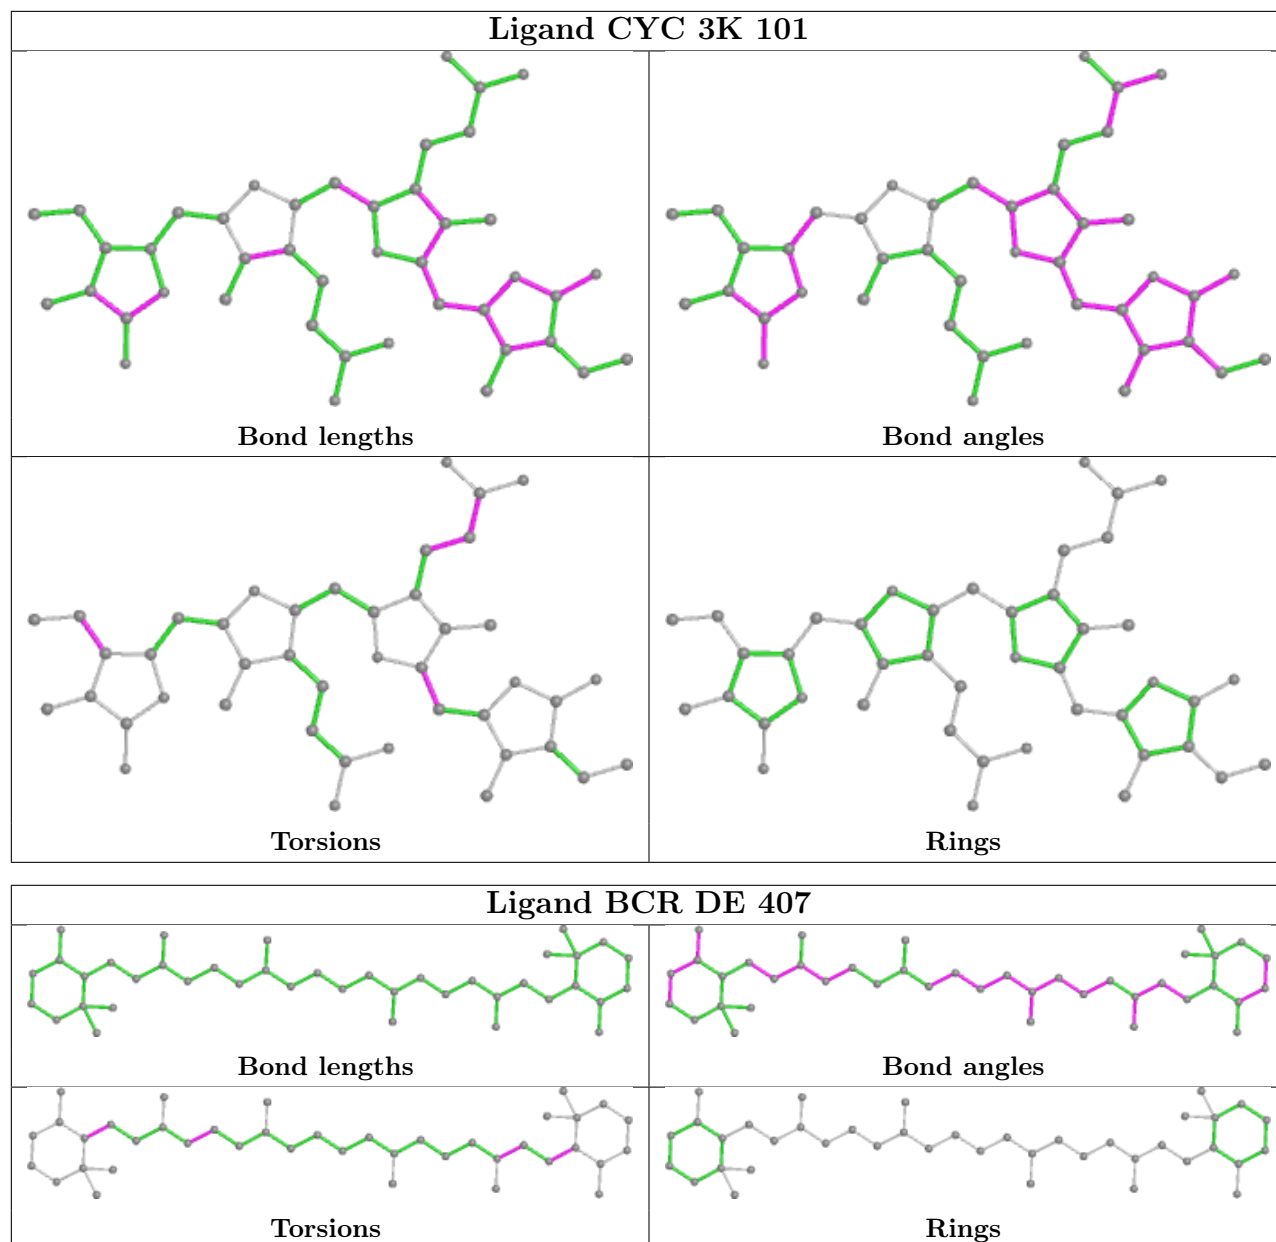 Ligand CYC 3K 101
Bond lengths
Bond angles
Torsions
Rings
Ligand BCR DE 407
Bond lengths
Bond angles
Torsions
Rings